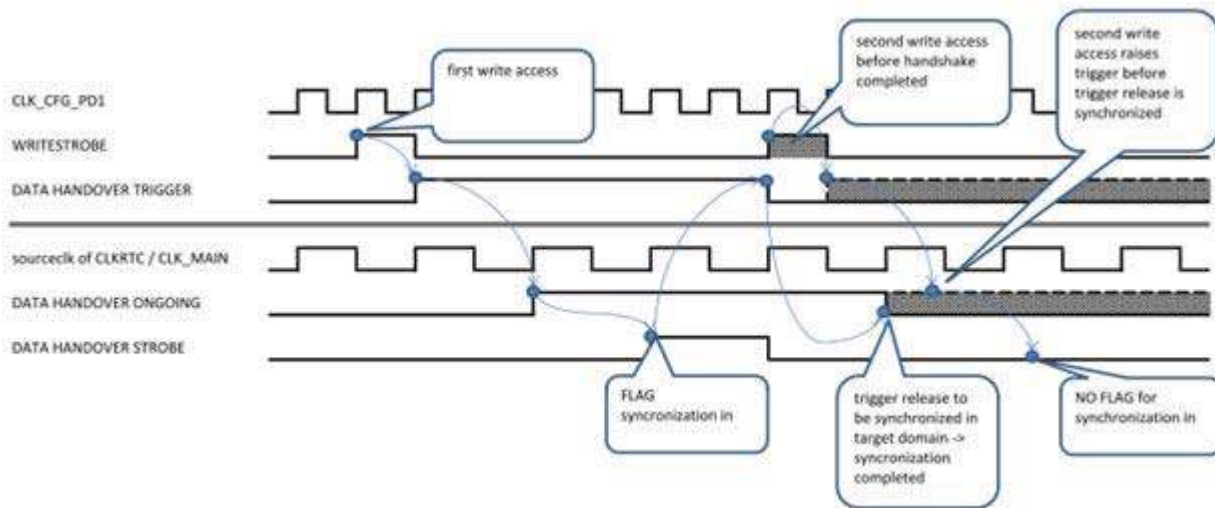 first write access
second write access
before handshake
completed
second write
access raises
trigger before
trigger release is
synchronized
CLK_CFG_PD1
WRITESTROBE
DATA HANDOVER TRIGGER
sourceclk of CLKRTC / CLK_MAIN
DATA HANDOVER ONGOING
DATA HANDOVER STROBE
FLAG
syncronization in
trigger release to
be synchronized in
target domain ->
syncronization
completed
NO FLAG for
synchronization in